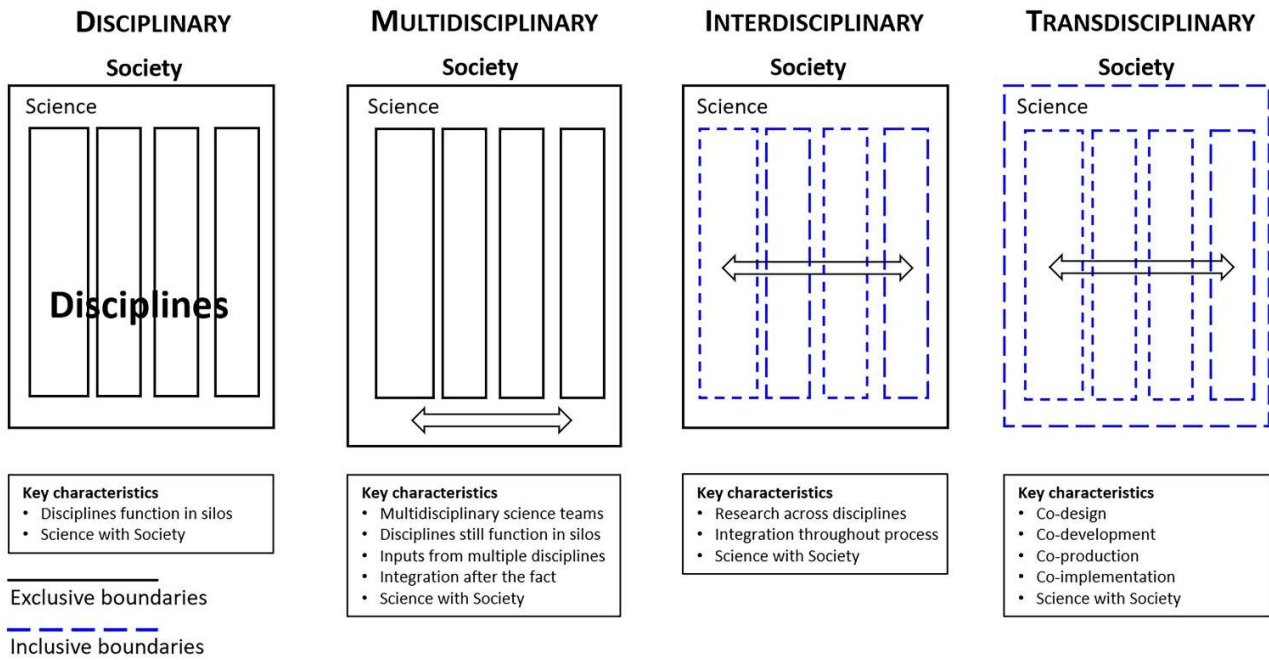 DISCIPLINARY
Society
Science
Disciplines
Key characteristics
• Disciplines function in silos
• Science with Society
Exclusive boundaries
Inclusive boundaries
MULTIDISCIPLINARY
Society
Science
Key characteristics
• Multidisciplinary science teams
• Disciplines still function in silos
• Inputs from multiple disciplines
• Integration after the fact
• Science with Society
INTERDISCIPLINARY
Society
Science
Key characteristics
• Research across disciplines
• Integration throughout process
• Science with Society
TRANSDISCIPLINARY
Society
Science
Key characteristics
• Co-design
• Co-development
• Co-production
• Co-implementation
• Science with Society